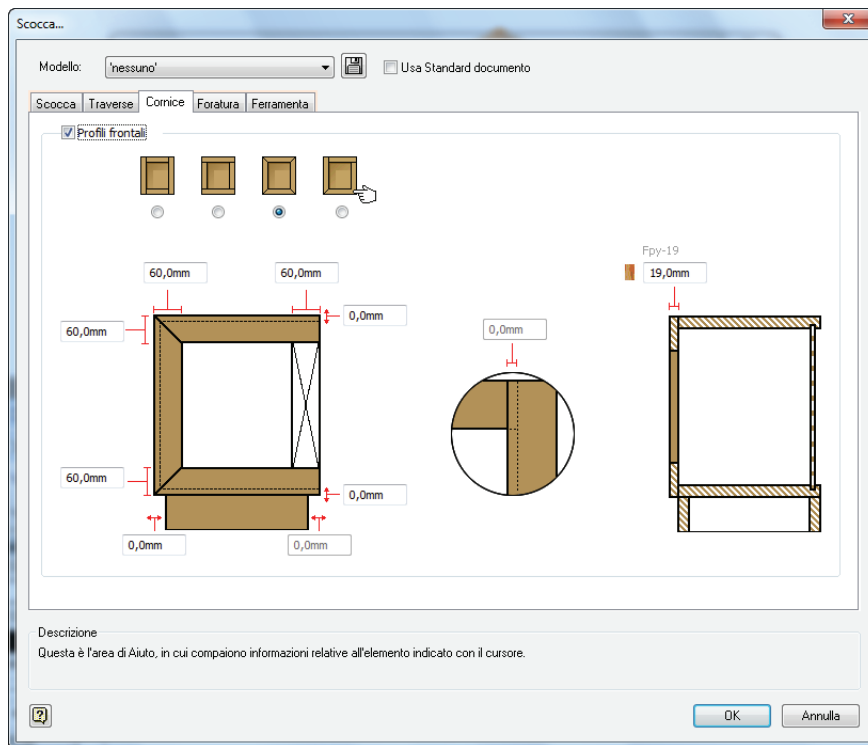 Scocca...
Modello: 'nessuno' Usa Standard documento
Scocca Traverse Cornice Foratura Ferramenta
Profili frontali
Fpy-19
60,0mm 60,0mm 19,0mm
0,0mm
60,0mm 0,0mm
60,0mm
0,0mm
0,0mm 0,0mm
Descrizione
Questa è l'area di Aiuto, in cui compaiono informazioni relative all'elemento indicato con il cursore.
? OK Annulla